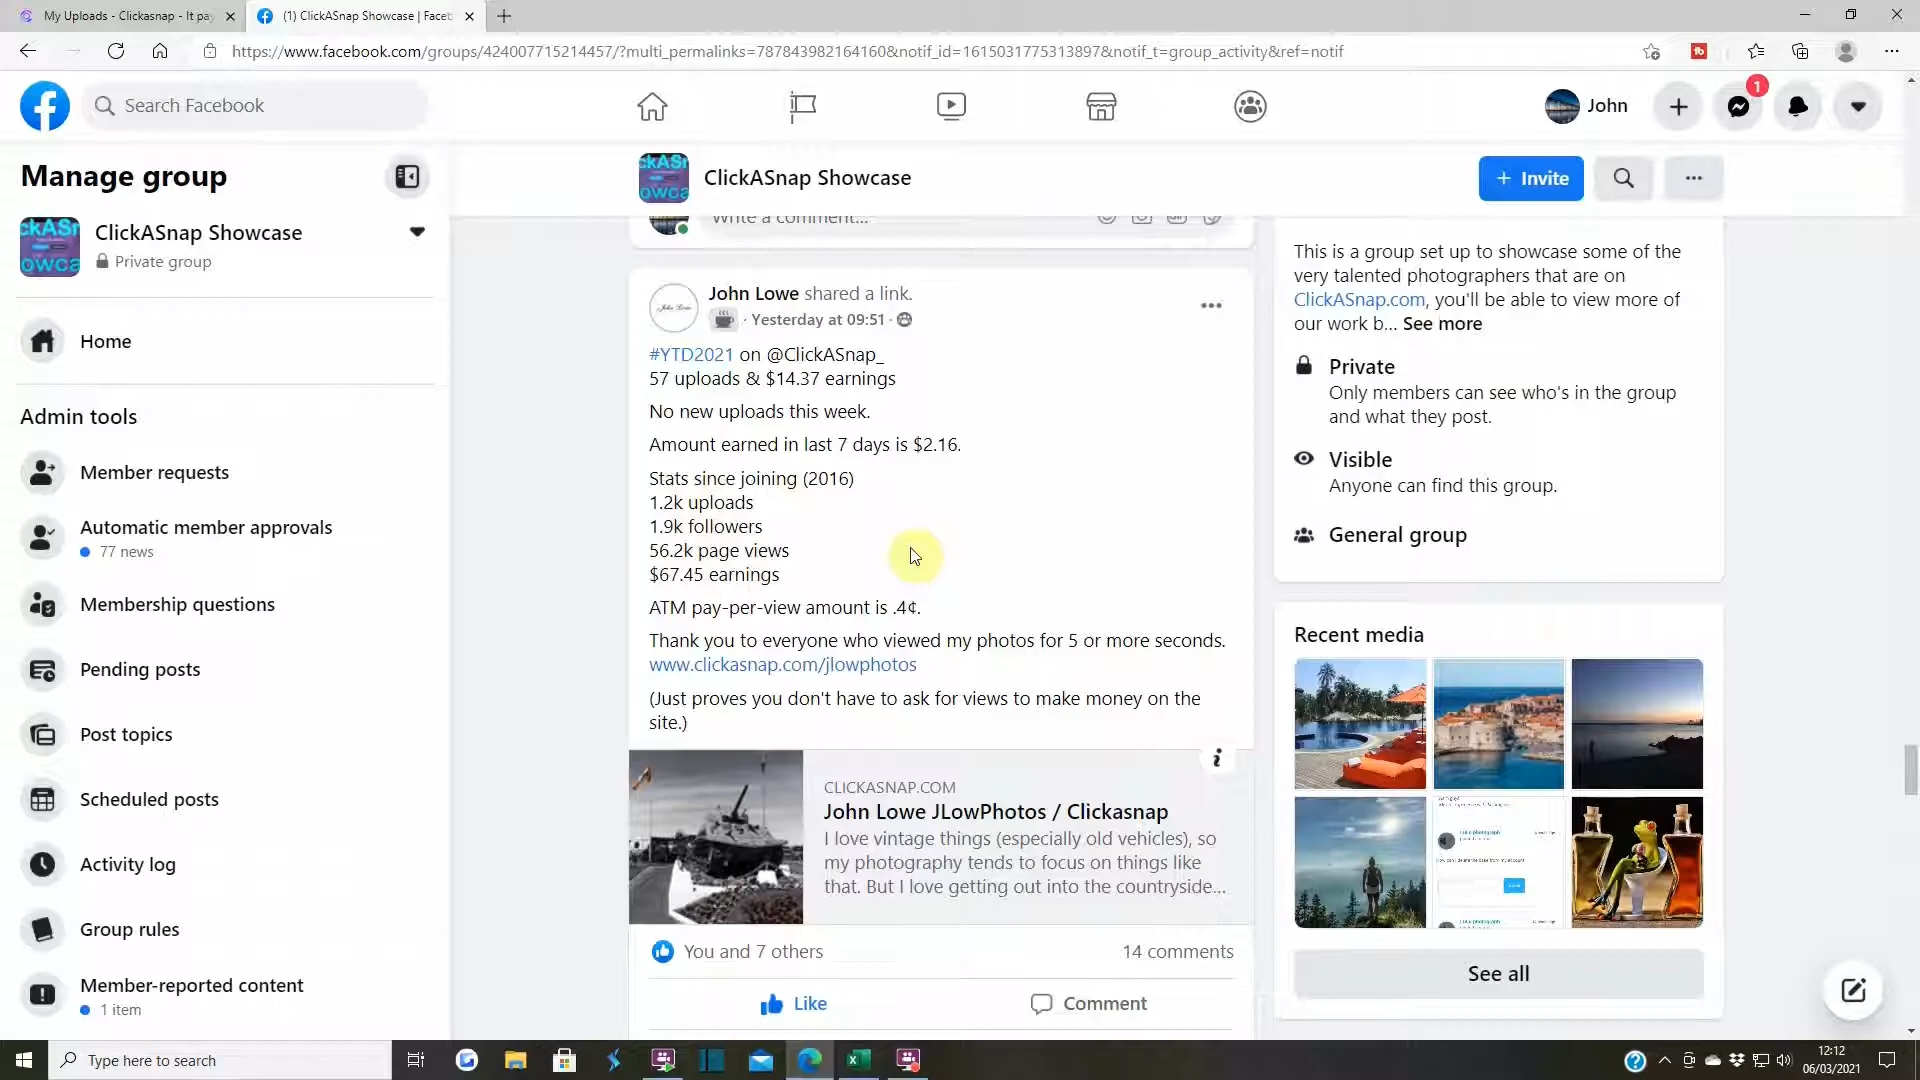 My Uploads - Clickasnap - It pa
(1) ClickASnap Showcase | Faceb
https://www.facebook.com/groups/424007715214457/?multi_permalinks=787843982164160&notif_id=1615031775313897&notif_t=group_activity&ref=notif
Search Facebook
John
1
Manage group
ClickASnap Showcase
Private group
Home
Admin tools
Member requests
Automatic member approvals
77 news
Membership questions
Pending posts
Post topics
Scheduled posts
Activity log
Group rules
Member-reported content
1 item
ClickASnap Showcase
+ Invite
Write a comment...
John Lowe shared a link.
Yesterday at 09:51
#YTD2021 on @ClickASnap_
57 uploads & $14.37 earnings
No new uploads this week.
Amount earned in last 7 days is $2.16.
Stats since joining (2016)
1.2k uploads
1.9k followers
56.2k page views
$67.45 earnings
ATM pay-per-view amount is .4¢.
Thank you to everyone who viewed my photos for 5 or more seconds.
www.clickasnap.com/jlowphotos
(Just proves you don't have to ask for views to make money on the
site.)
CLICKASNAP.COM
John Lowe JLowPhotos / Clickasnap
I love vintage things (especially old vehicles), so
my photography tends to focus on things like
that. But I love getting out into the countryside...
You and 7 others
14 comments
Like
Comment
This is a group set up to showcase some of the
very talented photographers that are on
ClickASnap.com, you'll be able to view more of
our work b... See more
Private
Only members can see who's in the group
and what they post.
Visible
Anyone can find this group.
General group
Recent media
See all
Type here to search
12:12
06/03/2021